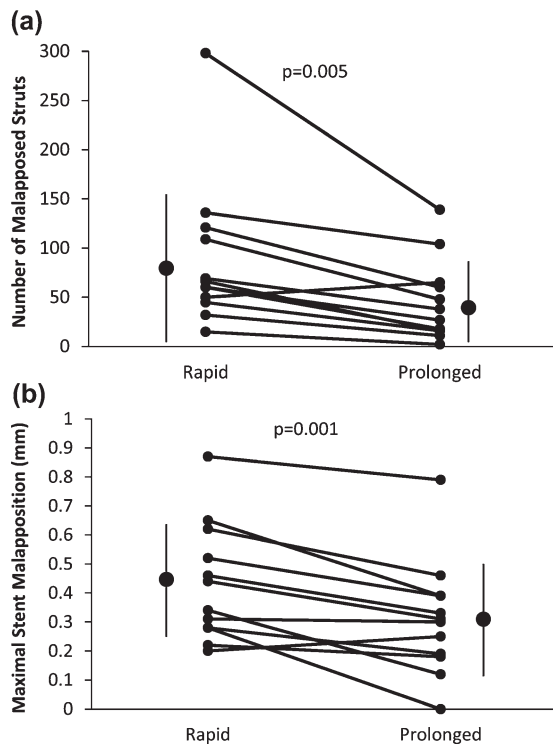 (a)
Number of Malapposed Struts
300
250
200
150
100
50
0
p=0.005
Rapid Prolonged
(b)
Maximal Stent Malapposition (mm)
1
0.9
0.8
0.7
0.6
0.5
0.4
0.3
0.2
0.1
0
p=0.001
Rapid Prolonged